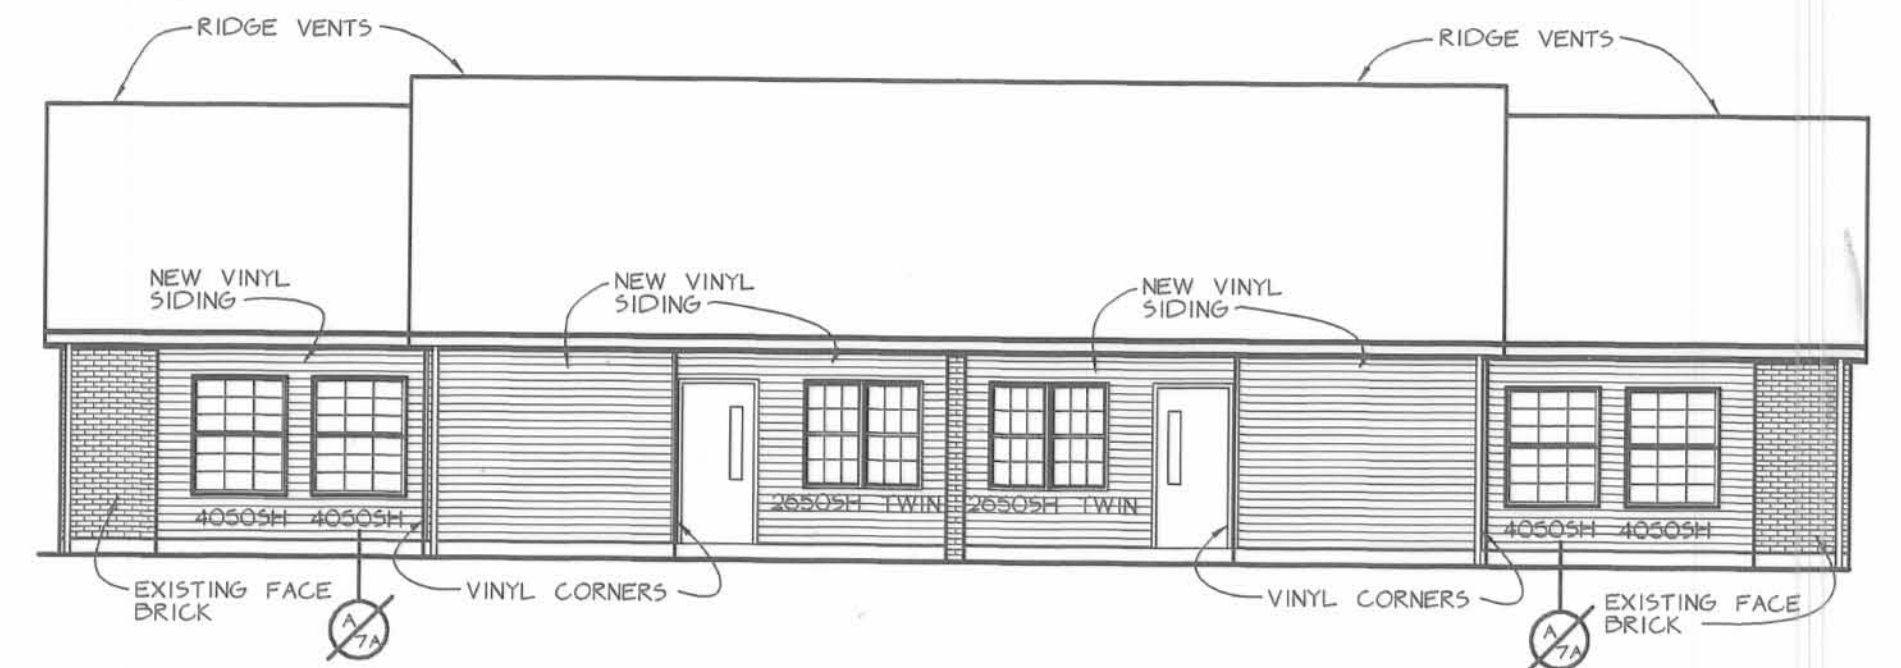 RIDGE VENTS
RIDGE VENTS
NEW VINYL
SIDING
NEW VINYL
SIDING
NEW VINYL
SIDING
4050SH 4050SH
2650SH TWIN
2650SH TWIN
4050SH 4050SH
EXISTING FACE
BRICK
VINYL CORNERS
VINYL CORNERS
EXISTING FACE
BRICK
A
7A
A
7A